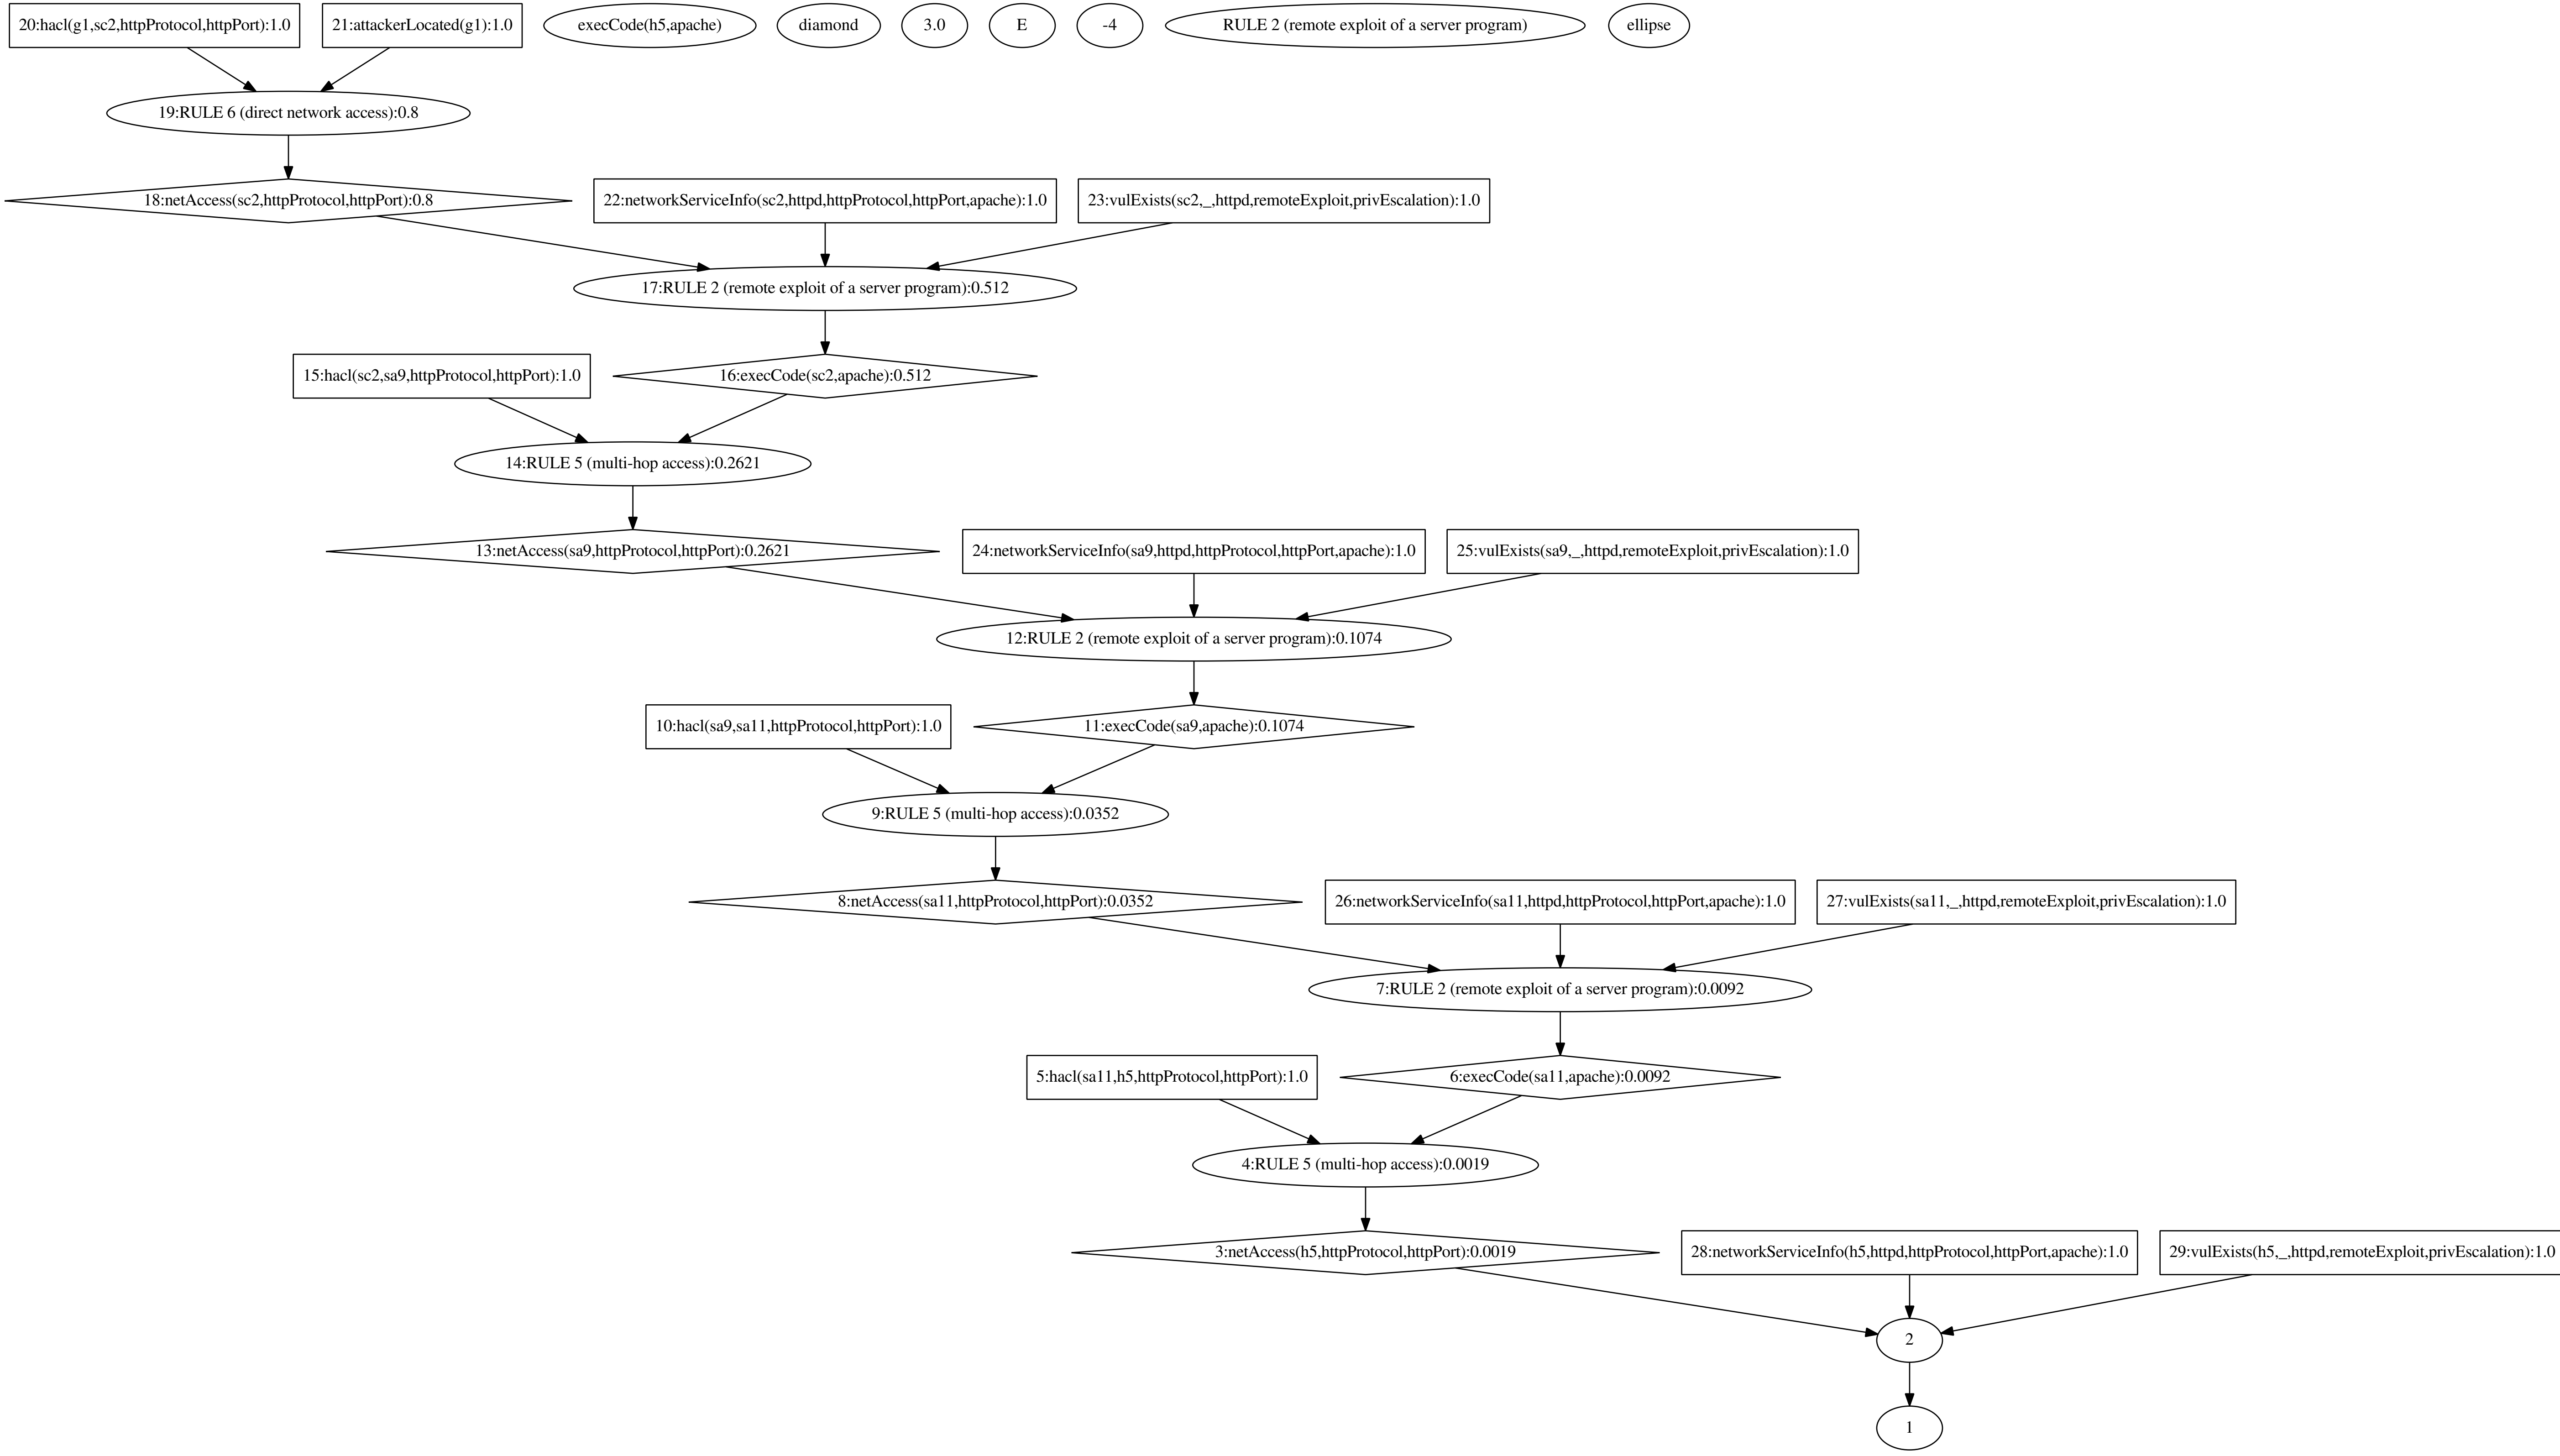 20:hacl(g1,sc2,httpProtocol,httpPort):1.0
21:attackerLocated(g1):1.0
execCode(h5,apache)
diamond
3.0
E
-4
RULE 2 (remote exploit of a server program)
ellipse
19:RULE 6 (direct network access):0.8
18:netAccess(sc2,httpProtocol,httpPort):0.8
22:networkServiceInfo(sc2,httpd,httpProtocol,httpPort,apache):1.0
23:vulExists(sc2,_,httpd,remoteExploit,privEscalation):1.0
17:RULE 2 (remote exploit of a server program):0.512
15:hacl(sc2,sa9,httpProtocol,httpPort):1.0
16:execCode(sc2,apache):0.512
14:RULE 5 (multi-hop access):0.2621
13:netAccess(sa9,httpProtocol,httpPort):0.2621
24:networkServiceInfo(sa9,httpd,httpProtocol,httpPort,apache):1.0
25:vulExists(sa9,_,httpd,remoteExploit,privEscalation):1.0
12:RULE 2 (remote exploit of a server program):0.1074
10:hacl(sa9,sa11,httpProtocol,httpPort):1.0
11:execCode(sa9,apache):0.1074
9:RULE 5 (multi-hop access):0.0352
8:netAccess(sa11,httpProtocol,httpPort):0.0352
26:networkServiceInfo(sa11,httpd,httpProtocol,httpPort,apache):1.0
27:vulExists(sa11,_,httpd,remoteExploit,privEscalation):1.0
7:RULE 2 (remote exploit of a server program):0.0092
5:hacl(sa11,h5,httpProtocol,httpPort):1.0
6:execCode(sa11,apache):0.0092
4:RULE 5 (multi-hop access):0.0019
3:netAccess(h5,httpProtocol,httpPort):0.0019
28:networkServiceInfo(h5,httpd,httpProtocol,httpPort,apache):1.0
29:vulExists(h5,_,httpd,remoteExploit,privEscalation):1.0
2
1